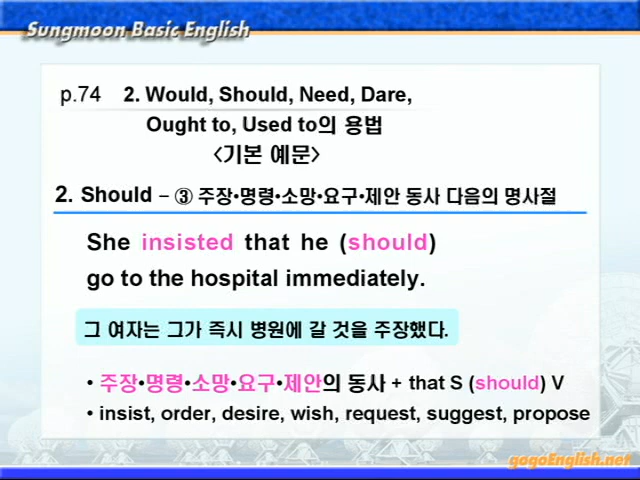 Sungmoon Basic English
p.74 2. Would, Should, Need, Dare,
Ought to, Used to의 용법
<기본 예문>
2. Should – ③ 주장•명령•소망•요구•제안 동사 다음의 명사절
She insisted that he (should)
go to the hospital immediately.
그 여자는 그가 즉시 병원에 갈 것을 주장했다.
• 주장•명령•소망•요구•제안의 동사 + that S (should) V
• insist, order, desire, wish, request, suggest, propose
gogoEnglish.net